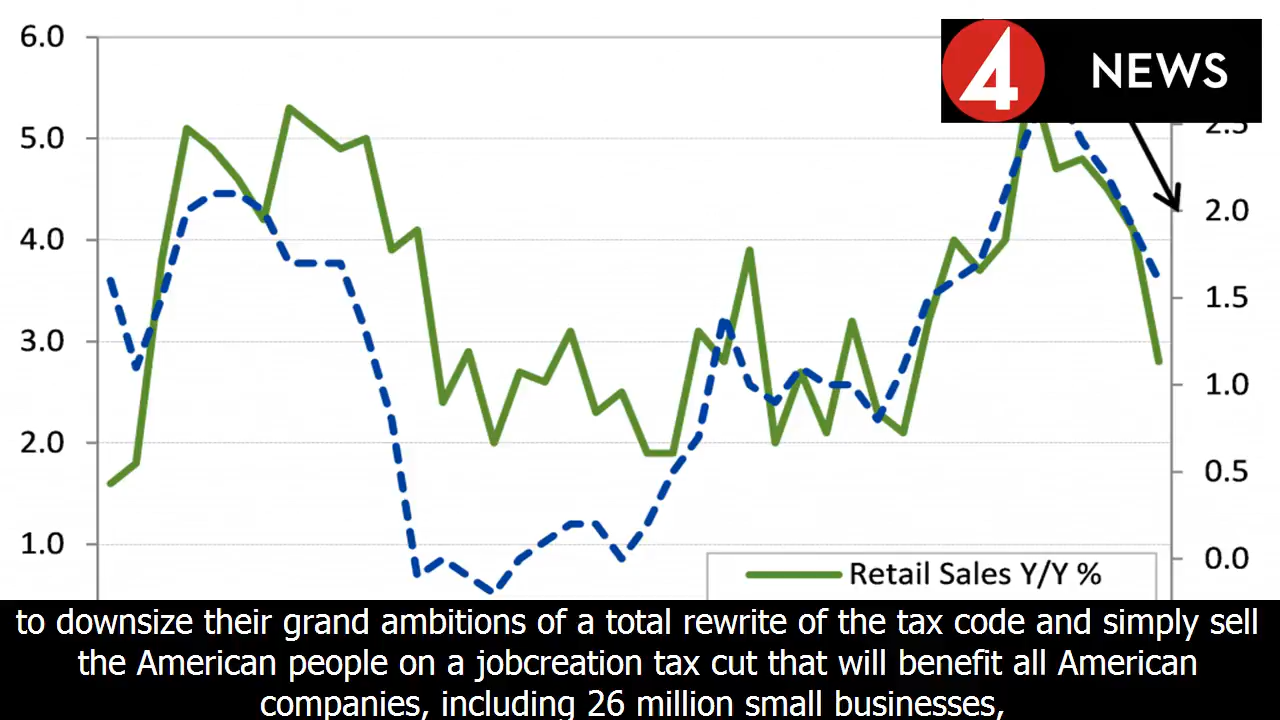 6.0
5.0
4.0
3.0
2.0
1.0
4 NEWS
2.5
2.0
1.5
1.0
0.5
0.0
Retail Sales Y/Y %
to downsize their grand ambitions of a total rewrite of the tax code and simply sell
the American people on a jobcreation tax cut that will benefit all American
companies, including 26 million small businesses,